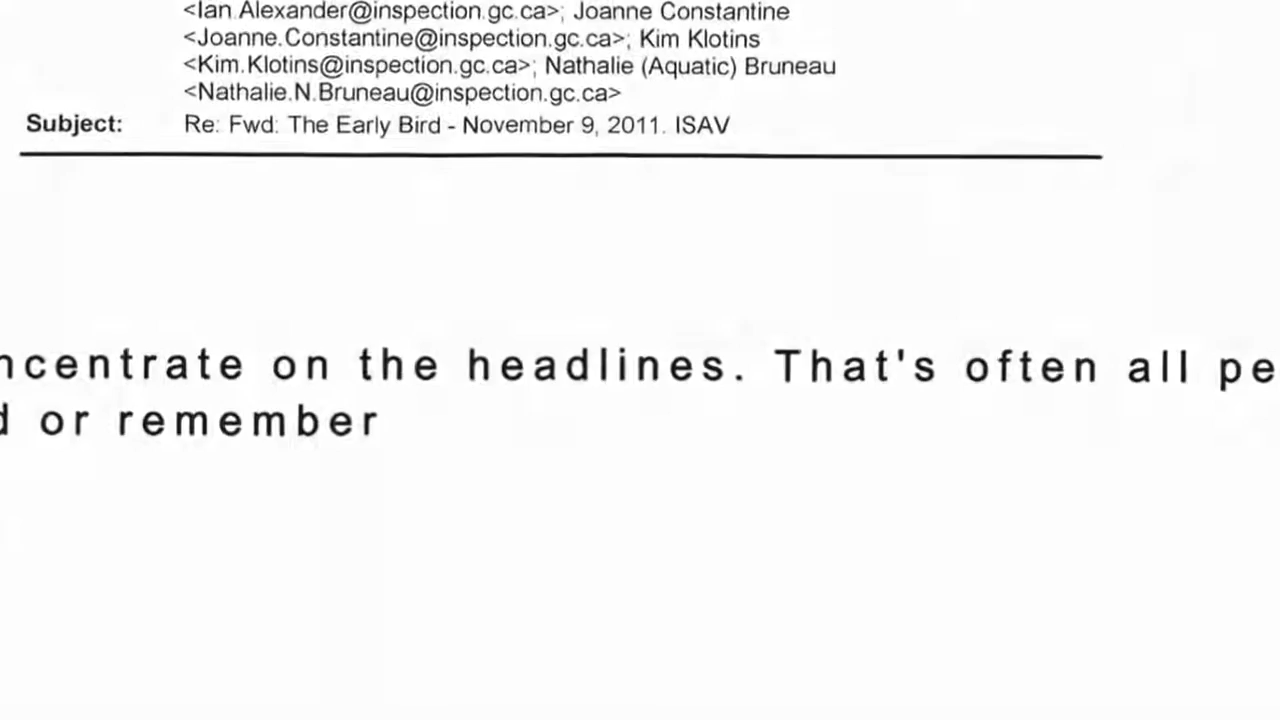 <Ian.Alexander@inspection.gc.ca>; Joanne Constantine
<Joanne.Constantine@inspection.gc.ca>; Kim Klotins
<Kim.Klotins@inspection.gc.ca>; Nathalie (Aquatic) Bruneau
<Nathalie.N.Bruneau@inspection.gc.ca>
Subject: Re: Fwd: The Early Bird - November 9, 2011. ISAV
ncentrate on the headlines. That's often all pe
d or remember